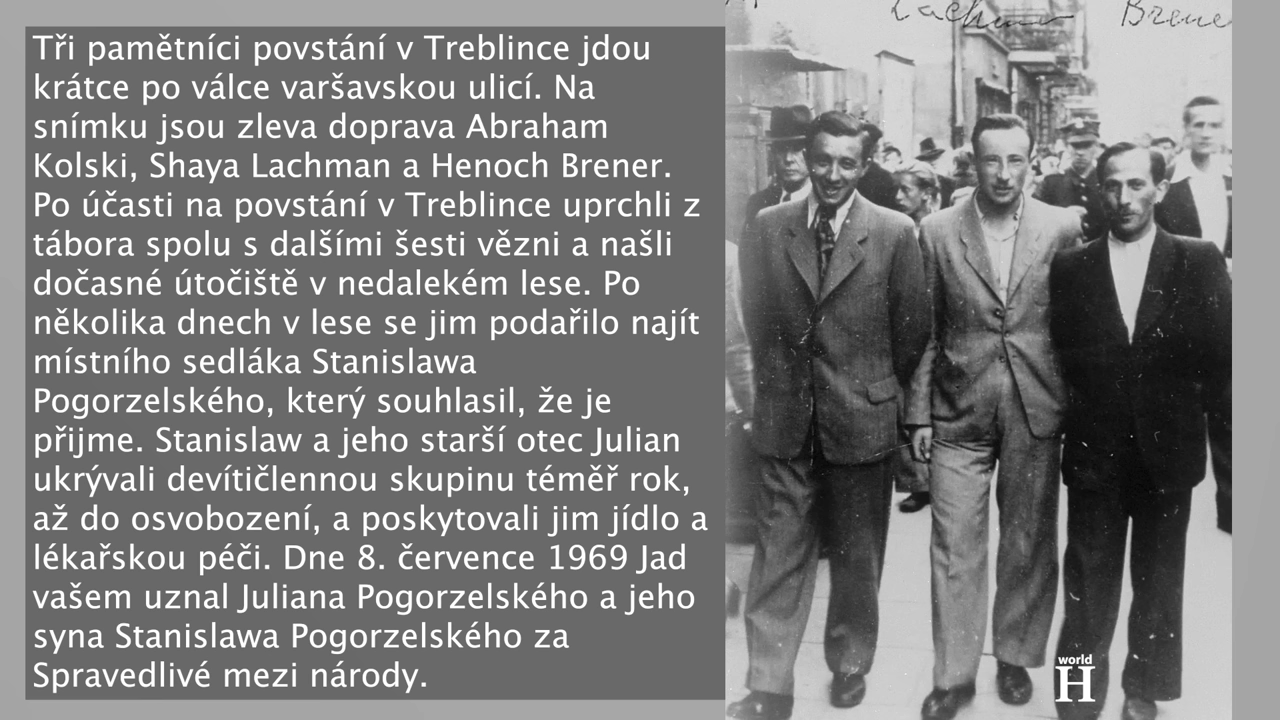 Lachman Brene
Tři pamětníci povstání v Treblince jdou
krátce po válce varšavskou ulicí. Na
snímku jsou zleva doprava Abraham
Kolski, Shaya Lachman a Henoch Brener.
Po účasti na povstání v Treblince uprchli z
tábora spolu s dalšími šesti vězni a našli
dočasné útočiště v nedalekém lese. Po
několika dnech v lese se jim podařilo najít
místního sedláka Stanislawa
Pogorzelského, který souhlasil, že je
přijme. Stanislaw a jeho starší otec Julian
ukrývali devítičlennou skupinu téměř rok,
až do osvobození, a poskytovali jim jídlo a
lékařskou péči. Dne 8. července 1969 Jad
vašem uznal Juliana Pogorzelského a jeho
syna Stanislawa Pogorzelského za
Spravedlivé mezi národy.
world
H